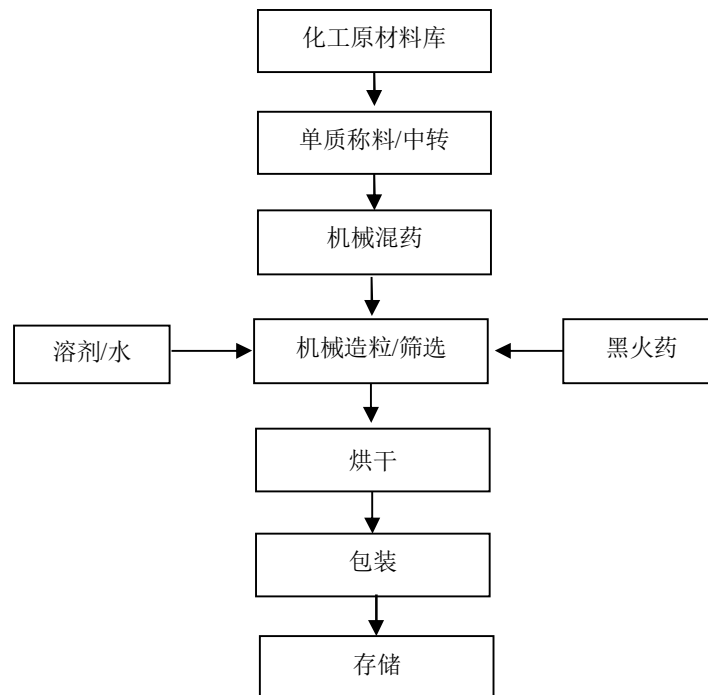 化工原材料库
单质称料/中转
机械混药
溶剂/水
机械造粒/筛选
黑火药
烘干
包装
存储